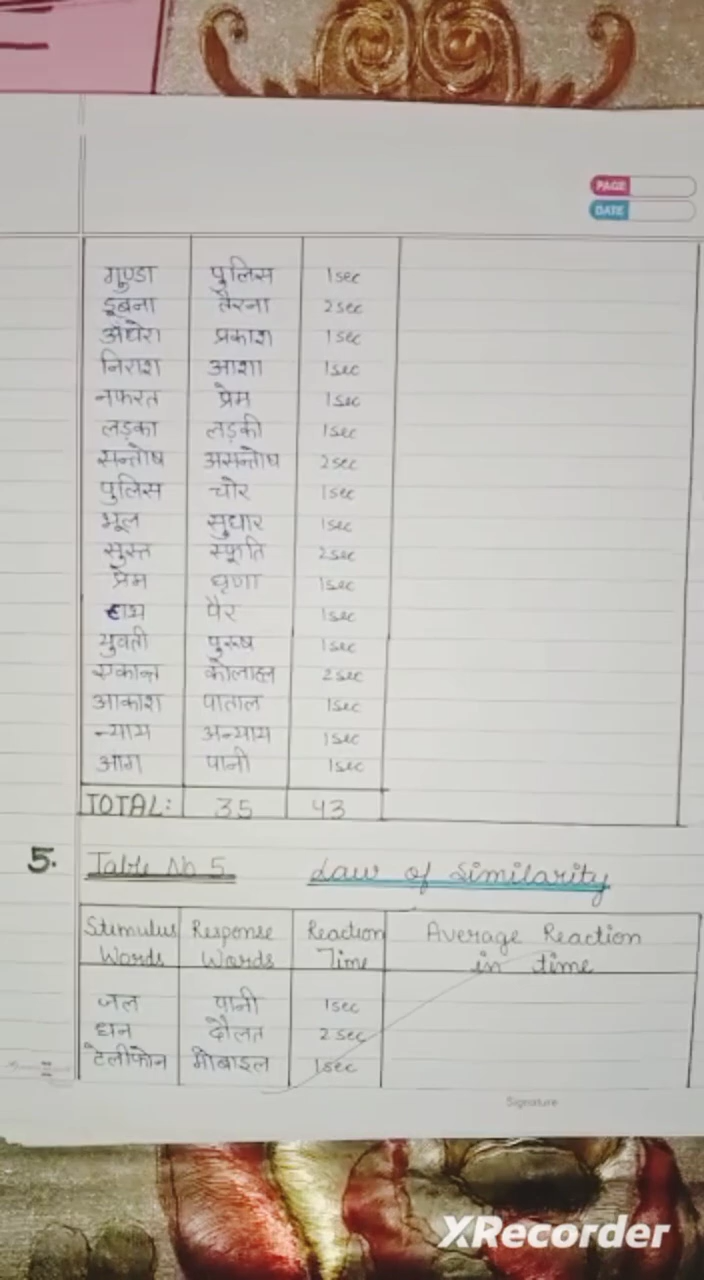 PAGE
DATE
गुण्डा पुलिस 1sec
डूबना तैरना 2sec
अंधेरा प्रकाश 1sec
निराश आशा 1sec
नफरत प्रेम 1sec
लड़का लड़की 1sec
सन्तोष असन्तोष 2sec
पुलिस चोर 1sec
भूल सुधार 1sec
सुस्त स्फूर्ति 2sec
प्रेम घृणा 1sec
हाथ पैर 1sec
युवती पुरूष 1sec
एकान्त कोलाहल 2sec
आकाश पाताल 1sec
न्याय अन्याय 1sec
आग पानी 1sec
TOTAL: 35 43
5. Table No 5. Law of Similarity
Stimulus Words Response Words Reaction Time Average Reaction in time
जल पानी 1sec
धन दौलत 2sec
टेलीफोन मोबाइल 1sec
Signature
XRecorder